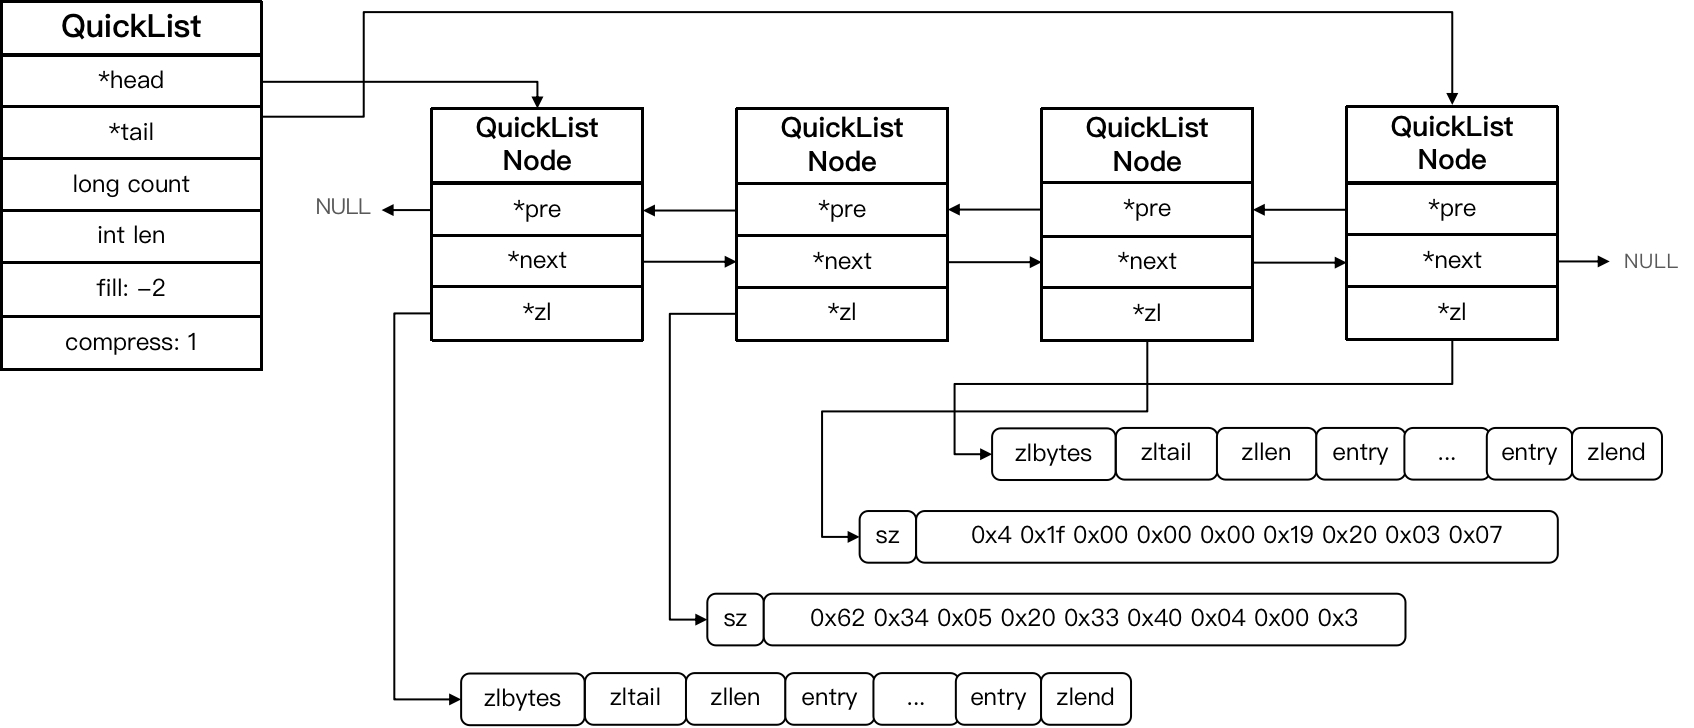 QuickList
*head
*tail
long count
int len
fill: -2
compress: 1
NULL
QuickList
Node
*pre
*next
*zl
QuickList
Node
*pre
*next
*zl
QuickList
Node
*pre
*next
*zl
QuickList
Node
*pre
*next
*zl
NULL
zlbytes zltail zllen entry ... entry zlend
sz 0x4 0x1f 0x00 0x00 0x00 0x19 0x20 0x03 0x07
sz 0x62 0x34 0x05 0x20 0x33 0x40 0x04 0x00 0x3
zlbytes zltail zllen entry ... entry zlend